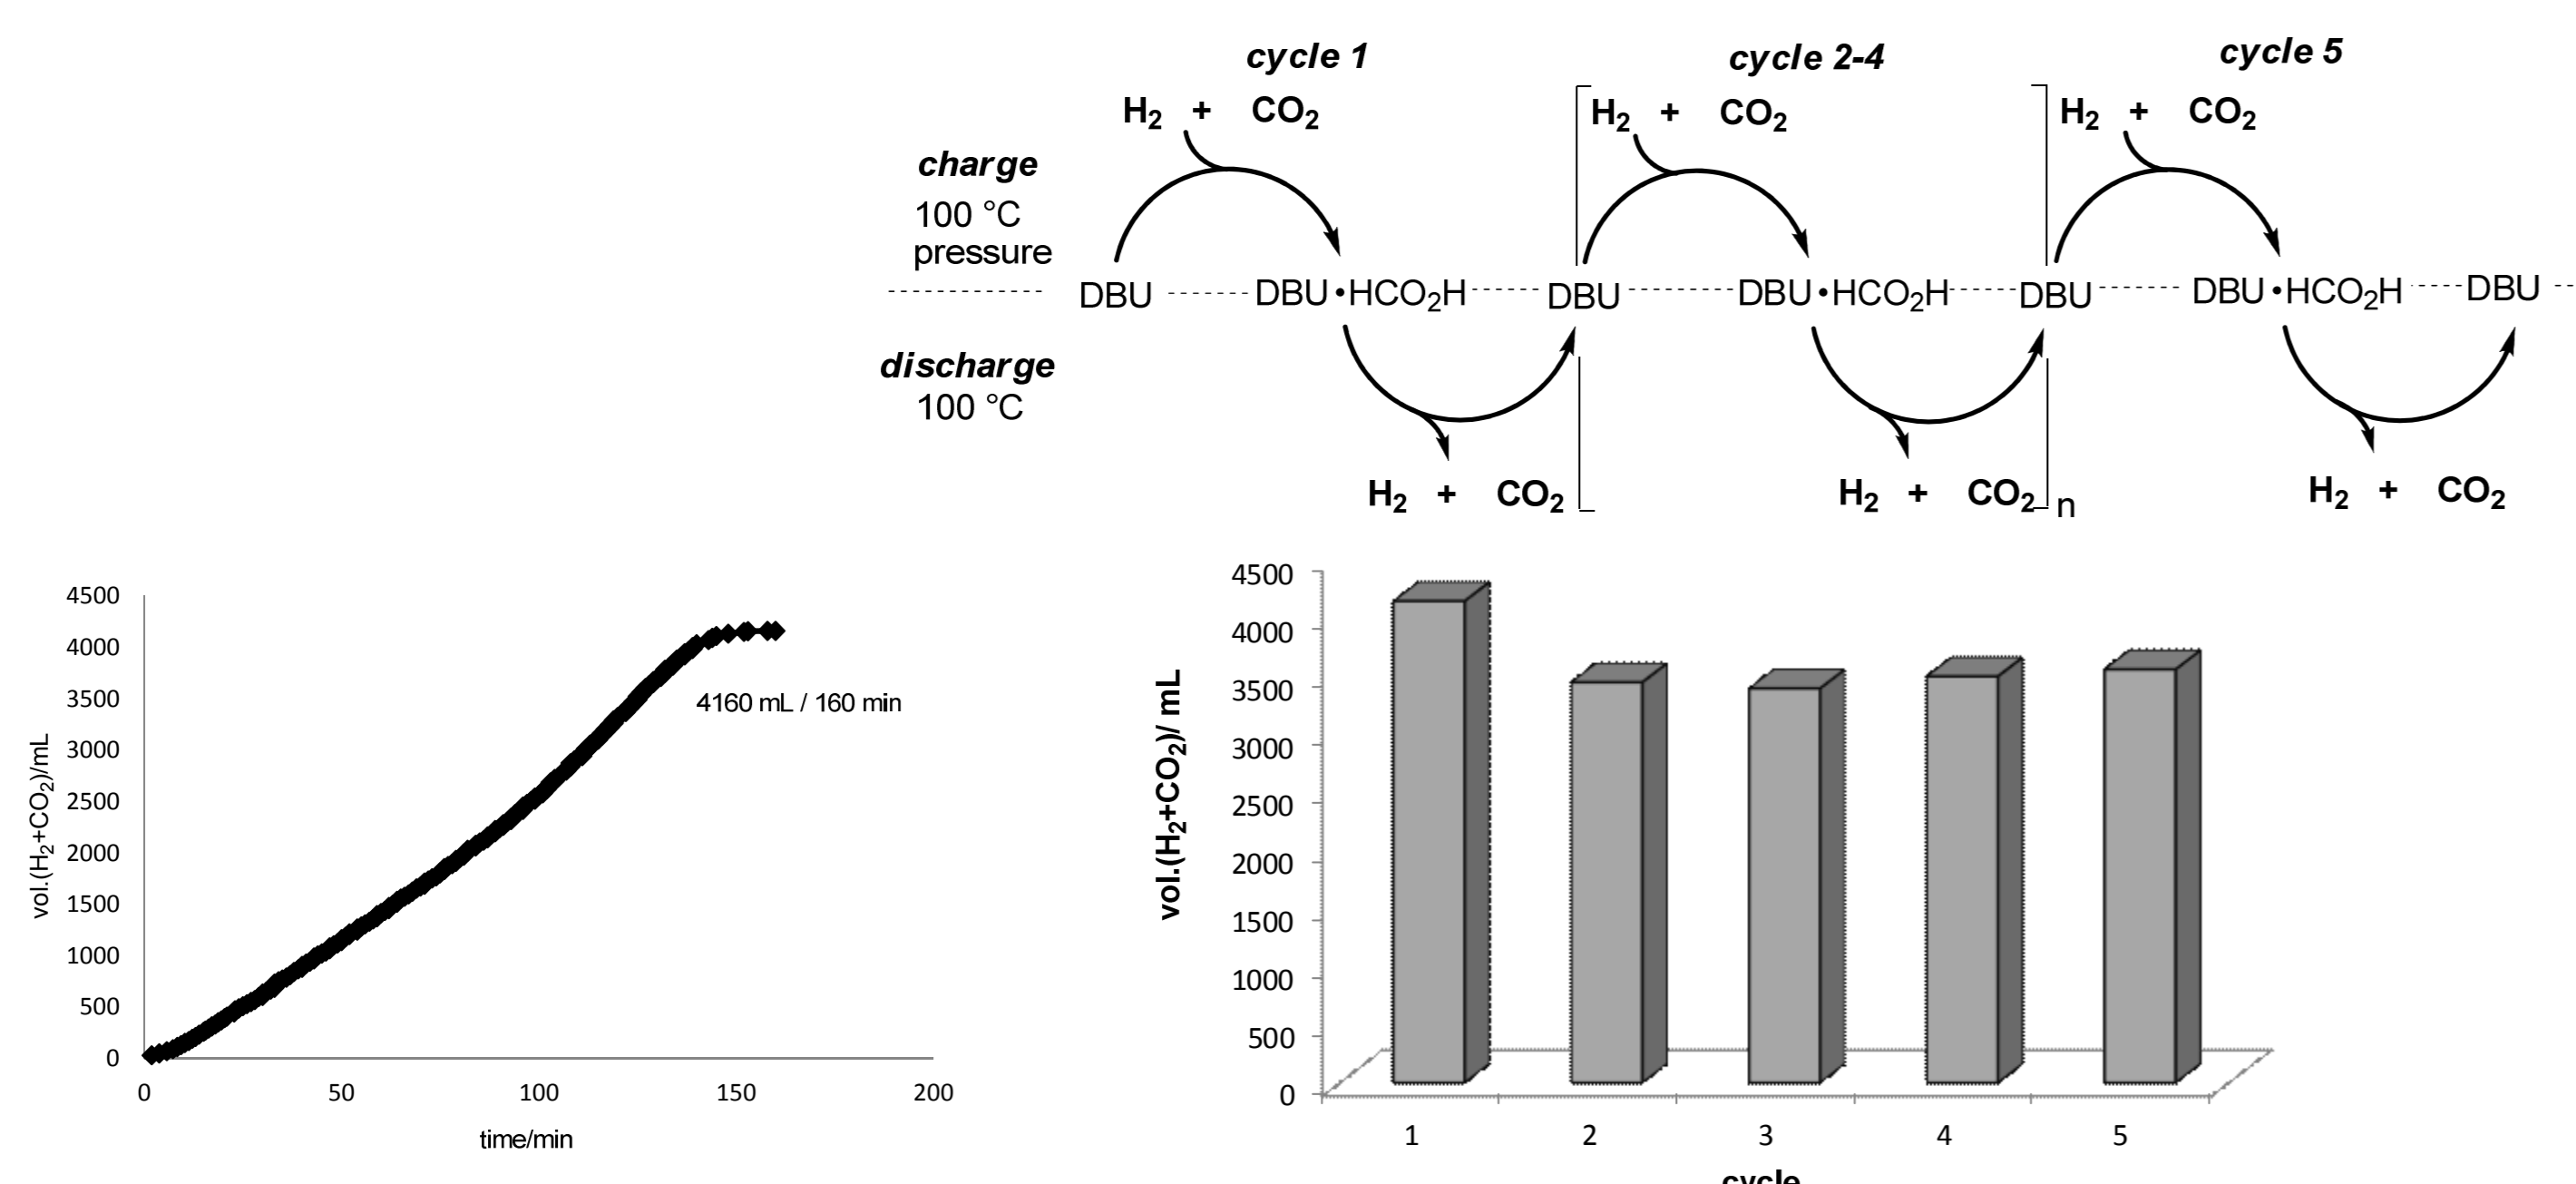 cycle 1
cycle 2-4
cycle 5
H₂ + CO₂
H₂ + CO₂
H₂ + CO₂
charge
100 °C
pressure
DBU
DBU•HCO₂H
DBU
DBU•HCO₂H
DBU
DBU•HCO₂H
DBU
discharge
100 °C
H₂ + CO₂
H₂ + CO₂
n
H₂ + CO₂
vol.(H₂+CO₂)/mL
4500
4000
3500
3000
2500
2000
1500
1000
500
0
4160 mL / 160 min
0 50 100 150 200
time/min
vol.(H₂+CO₂)/ mL
4500
4000
3500
3000
2500
2000
1500
1000
500
0
1 2 3 4 5
cycle